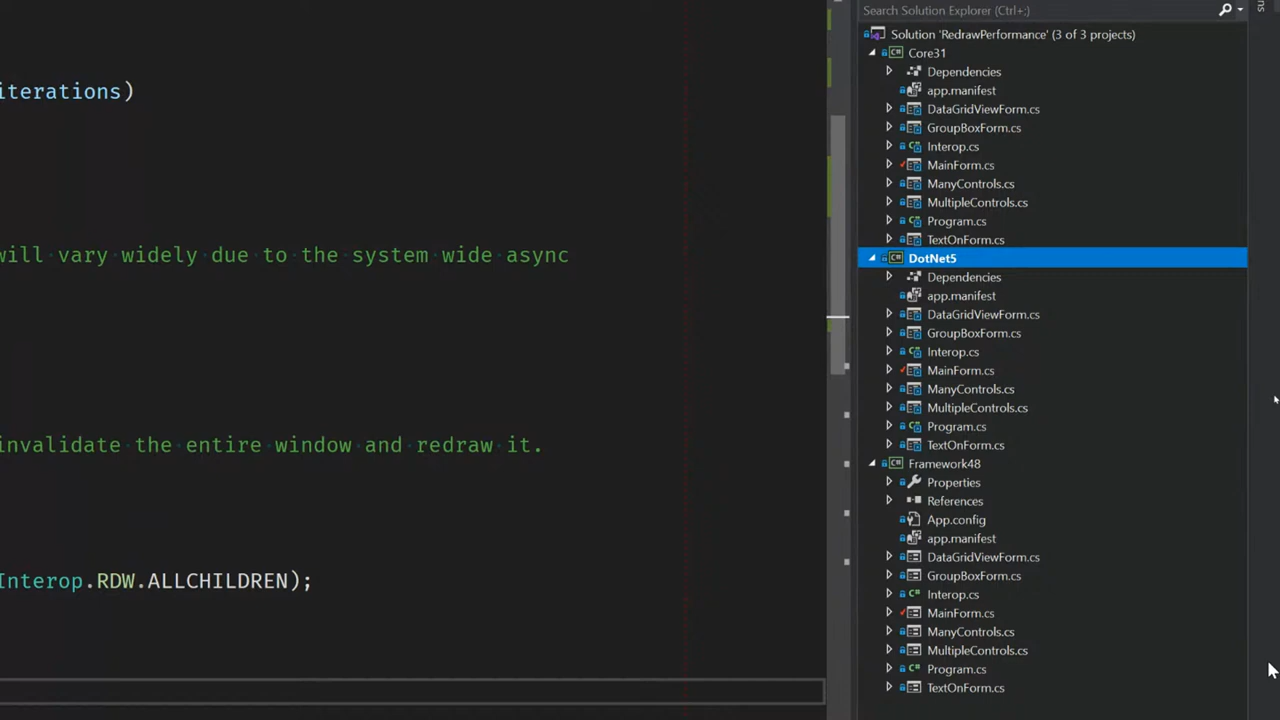 iterations)
will vary widely due to the system wide async
invalidate the entire window and redraw it.
Interop.RDW.ALLCHILDREN);
Search Solution Explorer (Ctrl+;)
Solution 'RedrawPerformance' (3 of 3 projects)
Core31
Dependencies
app.manifest
DataGridViewForm.cs
GroupBoxForm.cs
Interop.cs
MainForm.cs
ManyControls.cs
MultipleControls.cs
Program.cs
TextOnForm.cs
DotNet5
Dependencies
app.manifest
DataGridViewForm.cs
GroupBoxForm.cs
Interop.cs
MainForm.cs
ManyControls.cs
MultipleControls.cs
Program.cs
TextOnForm.cs
Framework48
Properties
References
App.config
app.manifest
DataGridViewForm.cs
GroupBoxForm.cs
Interop.cs
MainForm.cs
ManyControls.cs
MultipleControls.cs
Program.cs
TextOnForm.cs